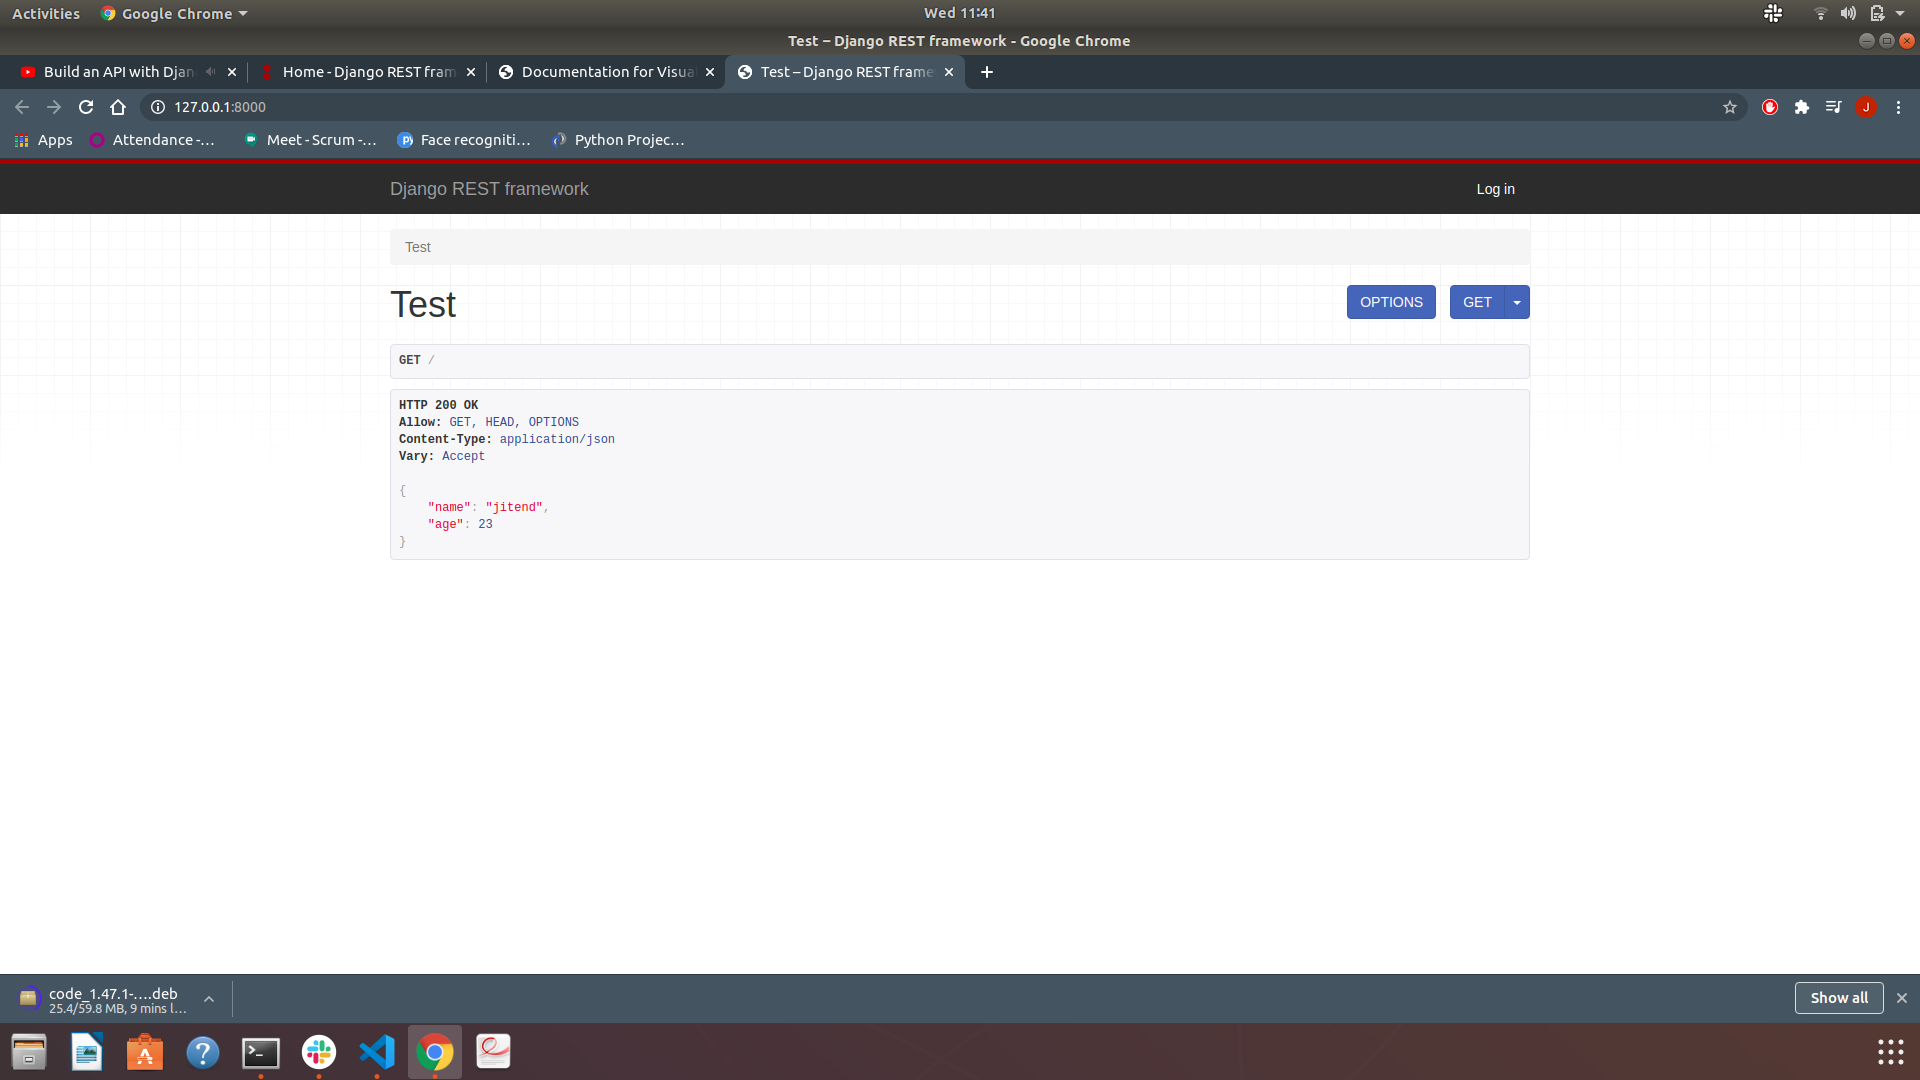 Activities
Google Chrome
Wed 11:41
Test – Django REST framework - Google Chrome
Build an API with Djan
Home - Django REST fram
Documentation for Visua
Test – Django REST frame
127.0.0.1:8000
J
Apps
Attendance -...
Meet - Scrum -...
Face recogniti...
Python Projec...
Django REST framework
Log in
Test
Test
OPTIONS
GET
GET /
HTTP 200 OK
Allow: GET, HEAD, OPTIONS
Content-Type: application/json
Vary: Accept
{
"name": "jitend",
"age": 23
}
code_1.47.1-....deb
25.4/59.8 MB, 9 mins l...
Show all